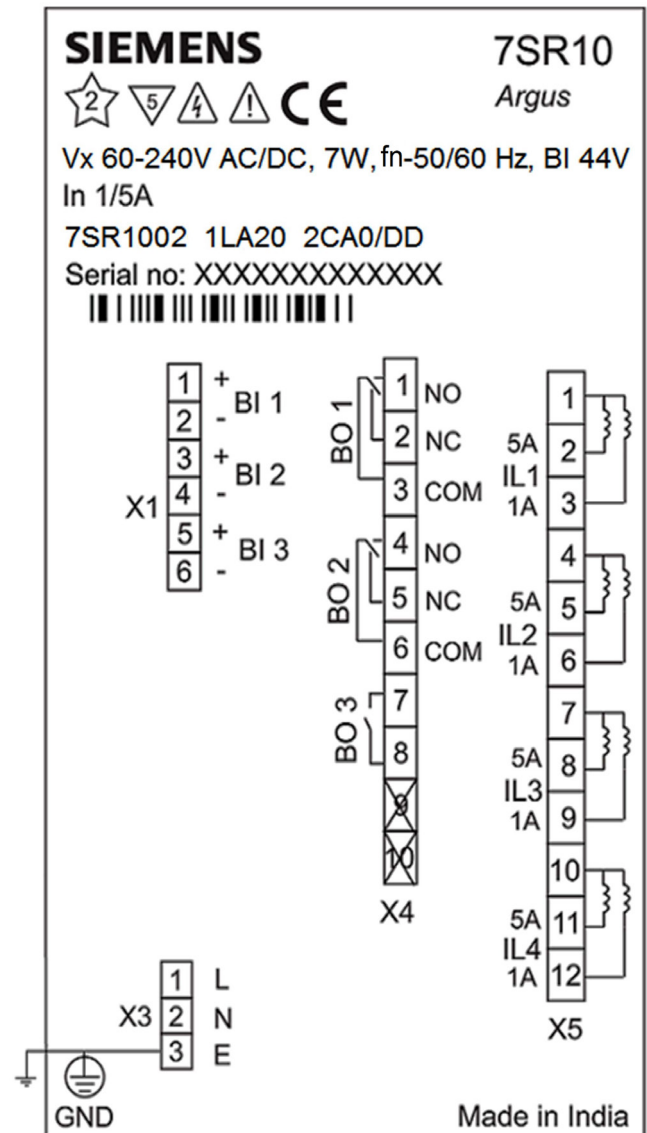 SIEMENS
7SR10
2 5 CE
Argus
Vx 60-240V AC/DC, 7W, fn-50/60 Hz, BI 44V
In 1/5A
7SR1002 1LA20 2CA0/DD
Serial no: XXXXXXXXXXXXX
X1
1 +
2 -
BI 1
3 +
4 -
BI 2
5 +
6 -
BI 3
BO 1
1 NO
2 NC
3 COM
BO 2
4 NO
5 NC
6 COM
BO 3
7
8
9
10
X4
1
5A 2
IL1
1A 3
4
5A 5
IL2
1A 6
7
5A 8
IL3
1A 9
10
5A 11
IL4
1A 12
X5
X3
1 L
2 N
3 E
GND
Made in India